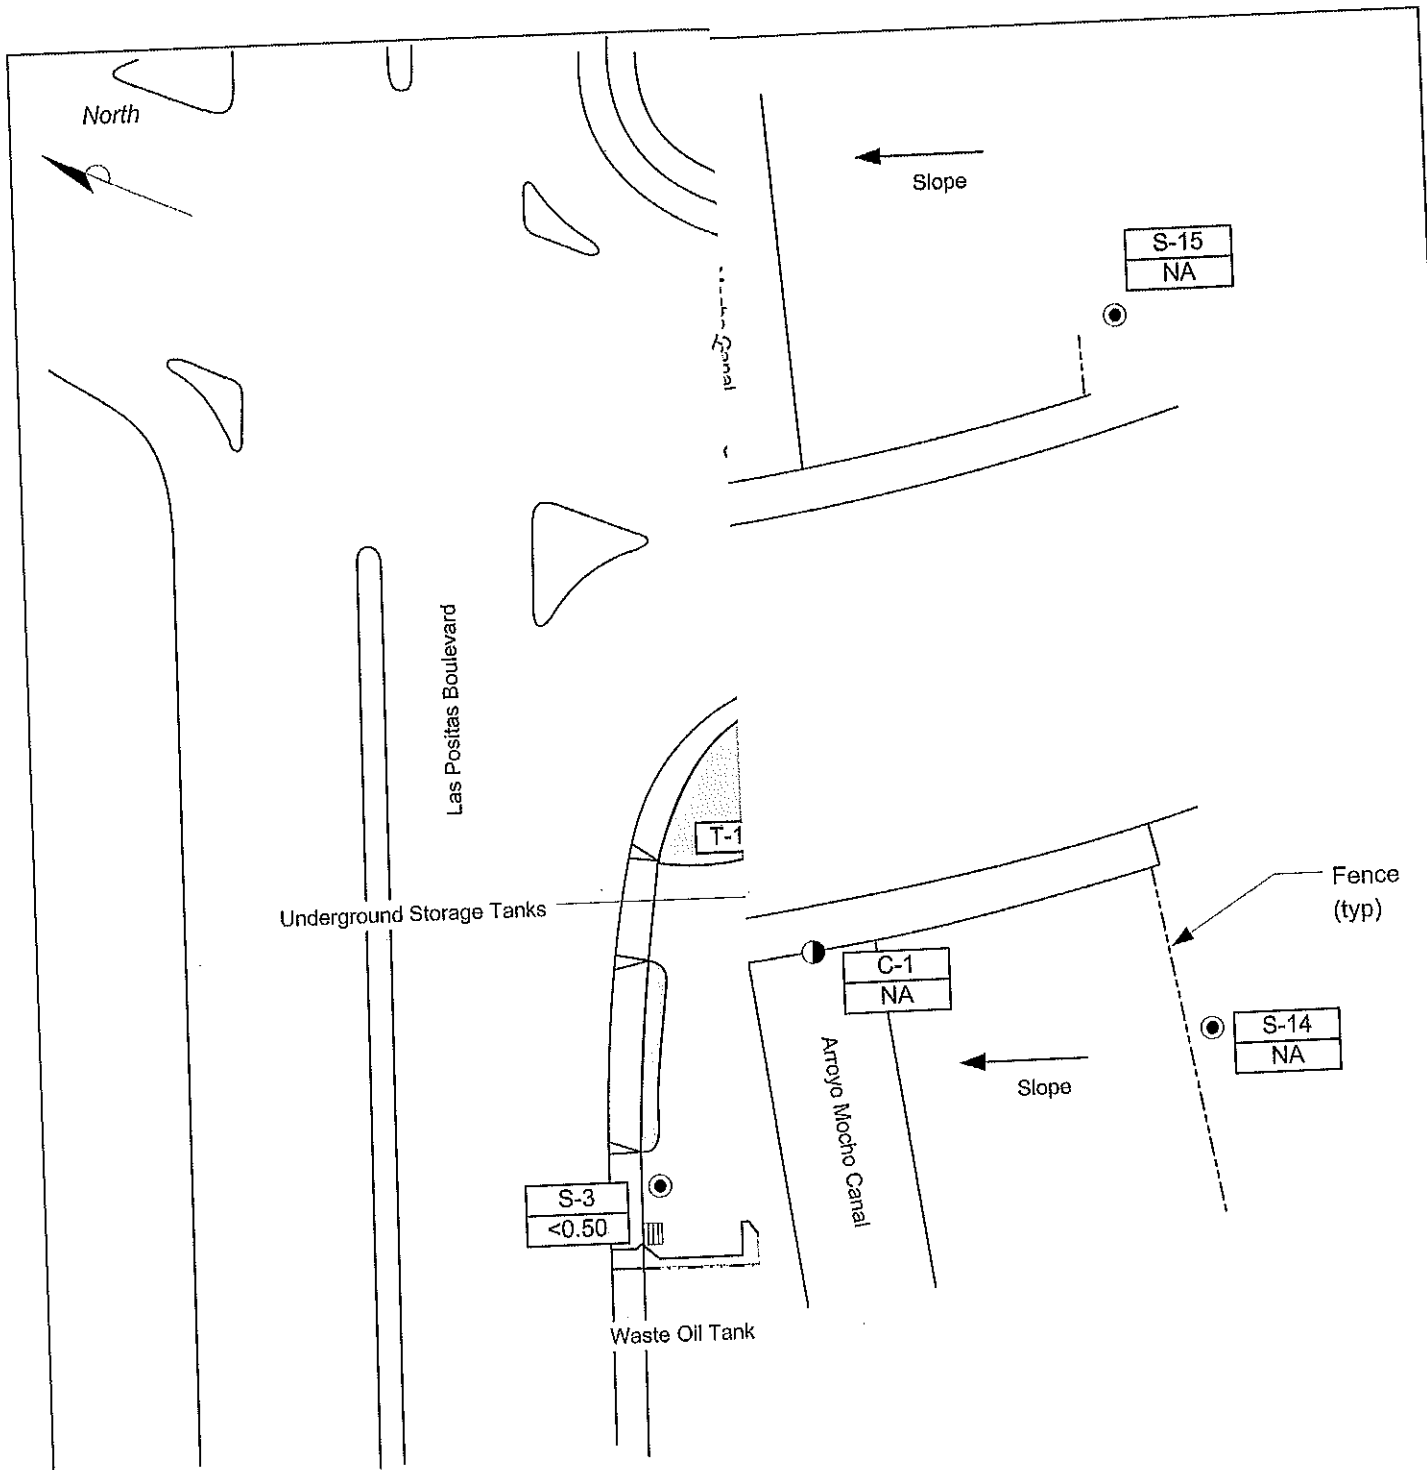 North
Slope
S-15
NA
Canal
Las Positas Boulevard
T-1
Underground Storage Tanks
Fence
(typ)
C-1
NA
S-14
NA
Slope
Arroyo Mocho Canal
S-3
<0.50
Waste Oil Tank